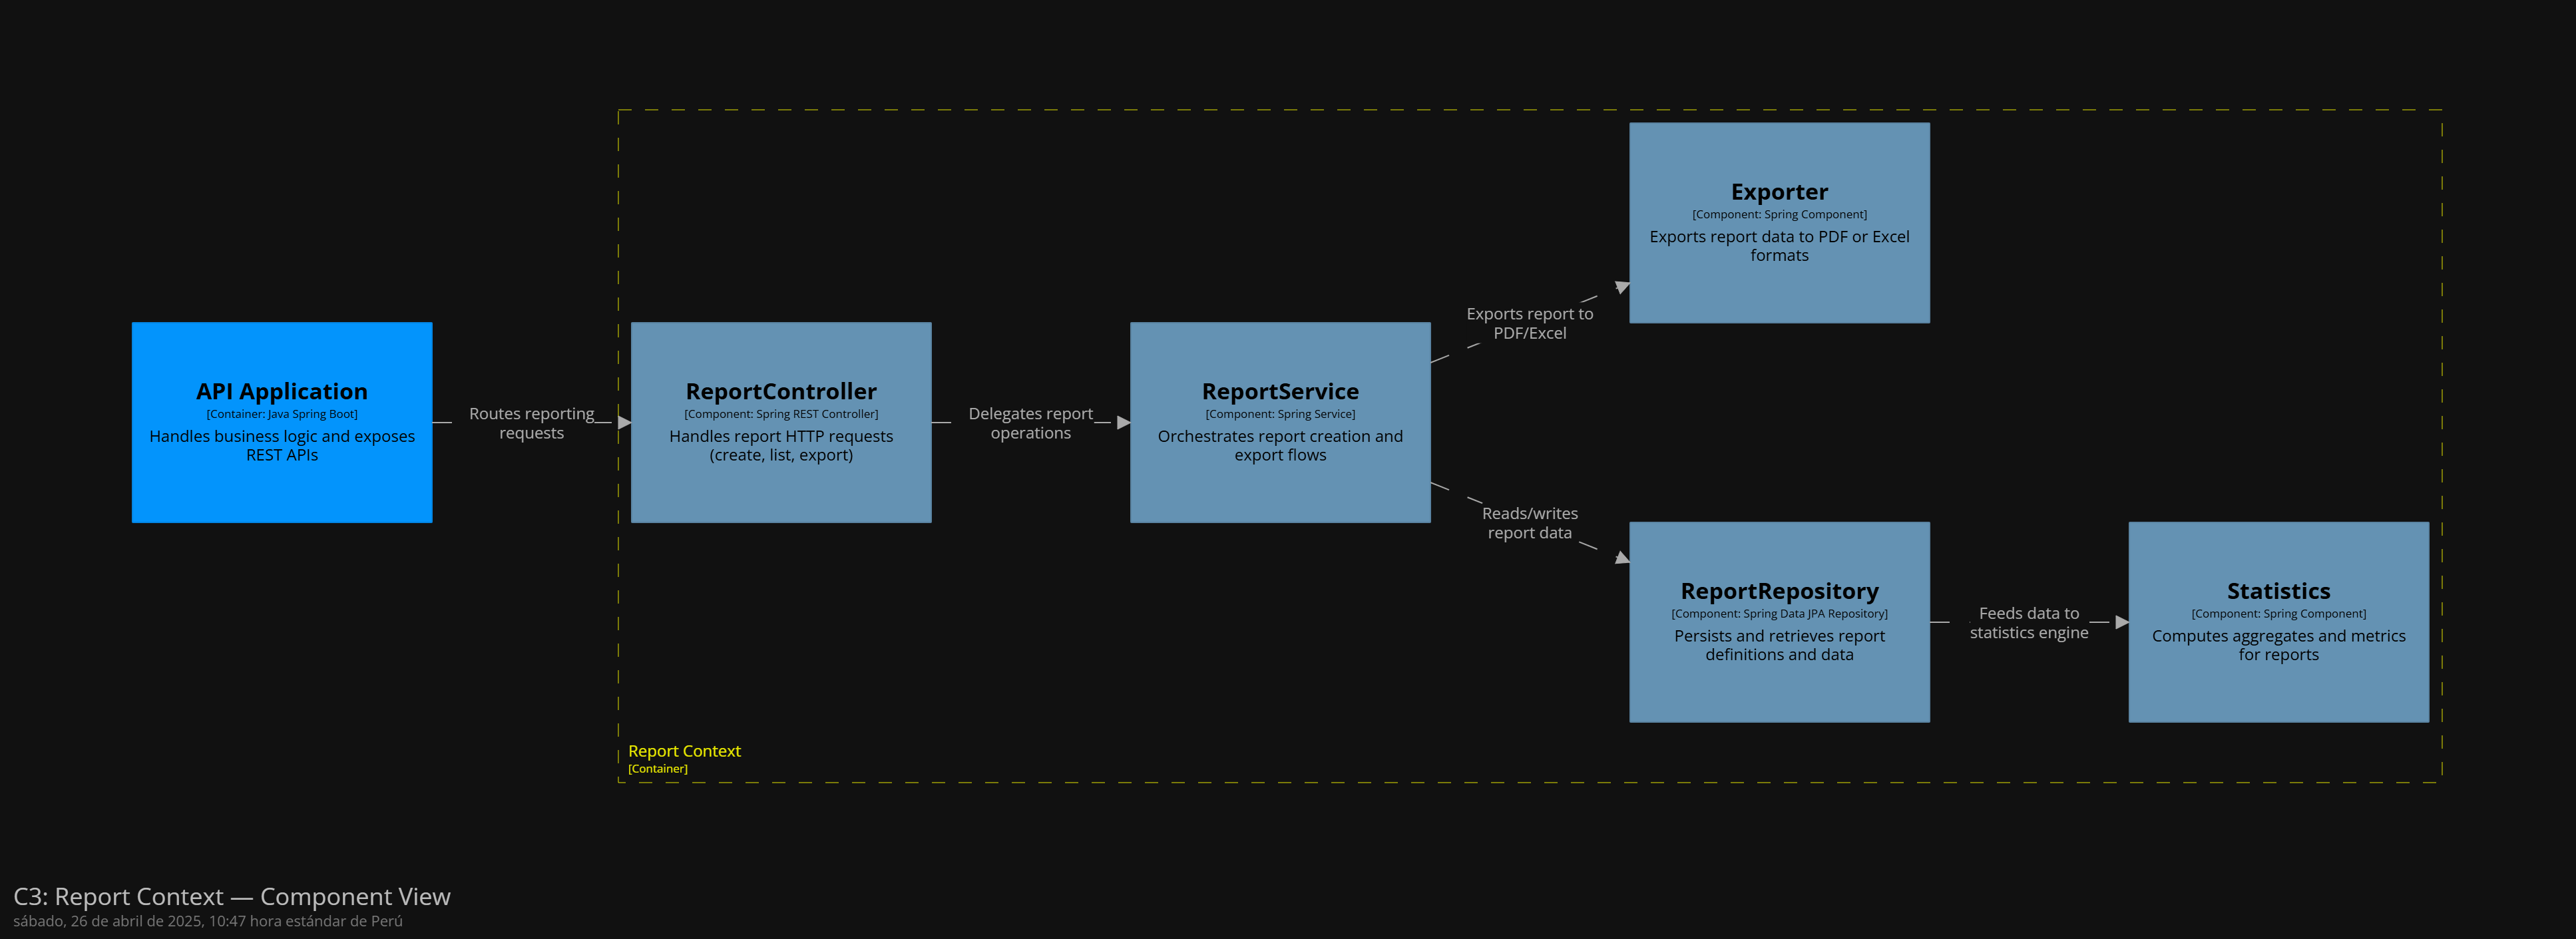 API Application
[Container: Java Spring Boot]
Handles business logic and exposes
REST APIs
Routes reporting
requests
ReportController
[Component: Spring REST Controller]
Handles report HTTP requests
(create, list, export)
Delegates report
operations
ReportService
[Component: Spring Service]
Orchestrates report creation and
export flows
Exports report to
PDF/Excel
Exporter
[Component: Spring Component]
Exports report data to PDF or Excel
formats
Reads/writes
report data
ReportRepository
[Component: Spring Data JPA Repository]
Persists and retrieves report
definitions and data
Feeds data to
statistics engine
Statistics
[Component: Spring Component]
Computes aggregates and metrics
for reports
Report Context
[Container]
C3: Report Context — Component View
sábado, 26 de abril de 2025, 10:47 hora estándar de Perú